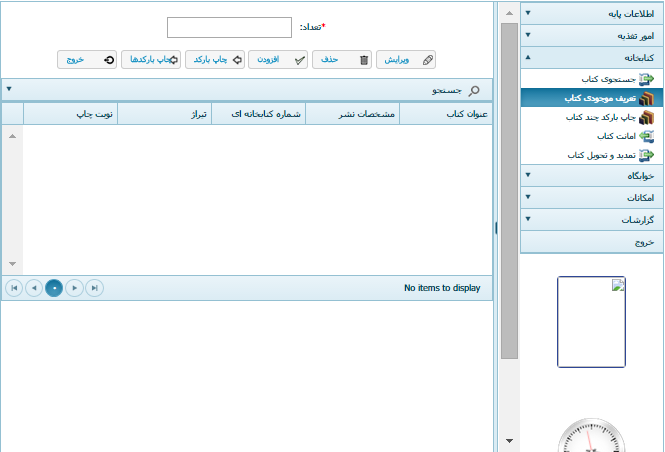 اطلاعات پایه
امور تغذیه
کتابخانه
جستجوی کتاب
تعریف موجودی کتاب
چاپ بارکد چند کتاب
امانت کتاب
تمدید و تحویل کتاب
خوابگاه
امکانات
گزارشات
خروج
*تعداد:
ویرایش حذف افزودن چاپ بارکد چاپ بارکدها خروج
جستجو
عنوان کتاب مشخصات نشر شماره کتابخانه ای تیراژ نوبت چاپ
No items to display